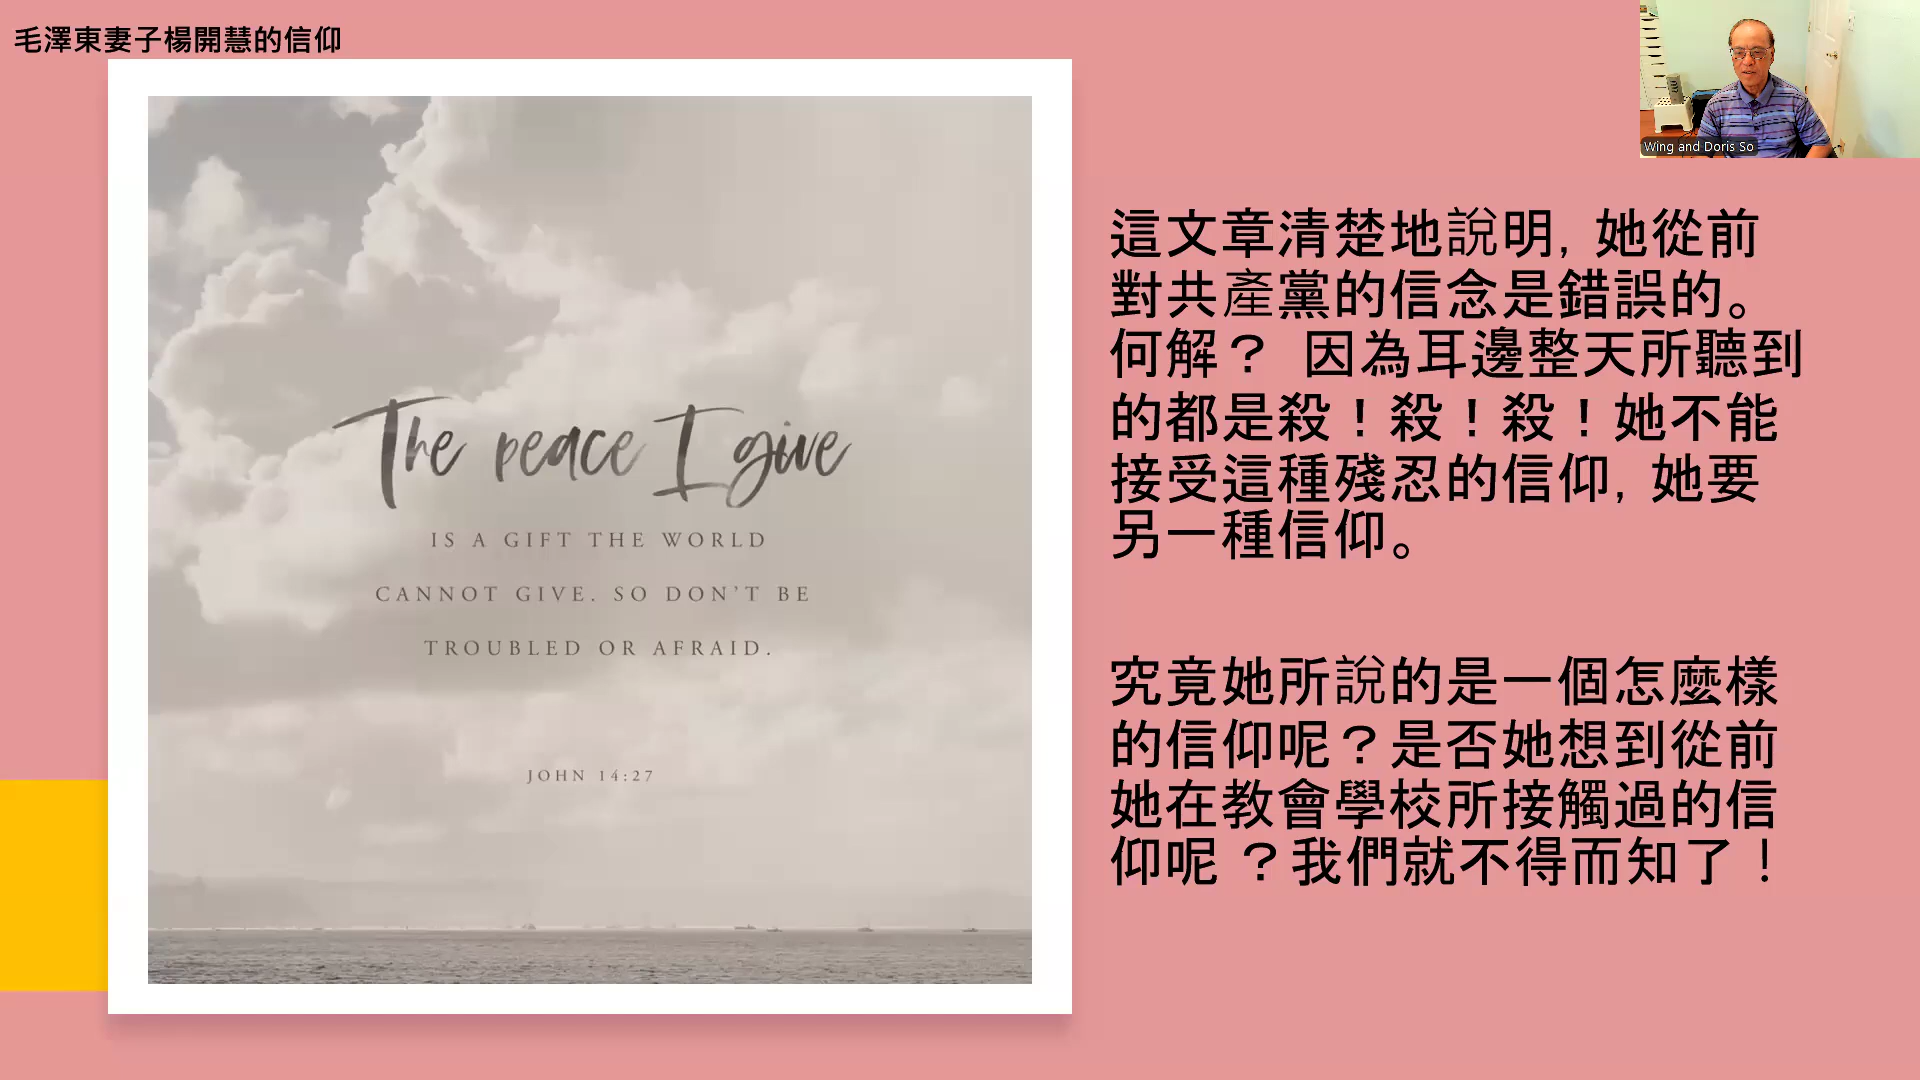 毛澤東妻子楊開慧的信仰
Wing and Doris So
The peace I give
IS A GIFT THE WORLD
CANNOT GIVE. SO DON'T BE
TROUBLED OR AFRAID.
JOHN 14:27
這文章清楚地說明, 她從前
對共產黨的信念是錯誤的。
何解？ 因為耳邊整天所聽到
的都是殺！殺！殺！她不能
接受這種殘忍的信仰, 她要
另一種信仰。
究竟她所說的是一個怎麼樣
的信仰呢？是否她想到從前
她在教會學校所接觸過的信
仰呢 ？我們就不得而知了！